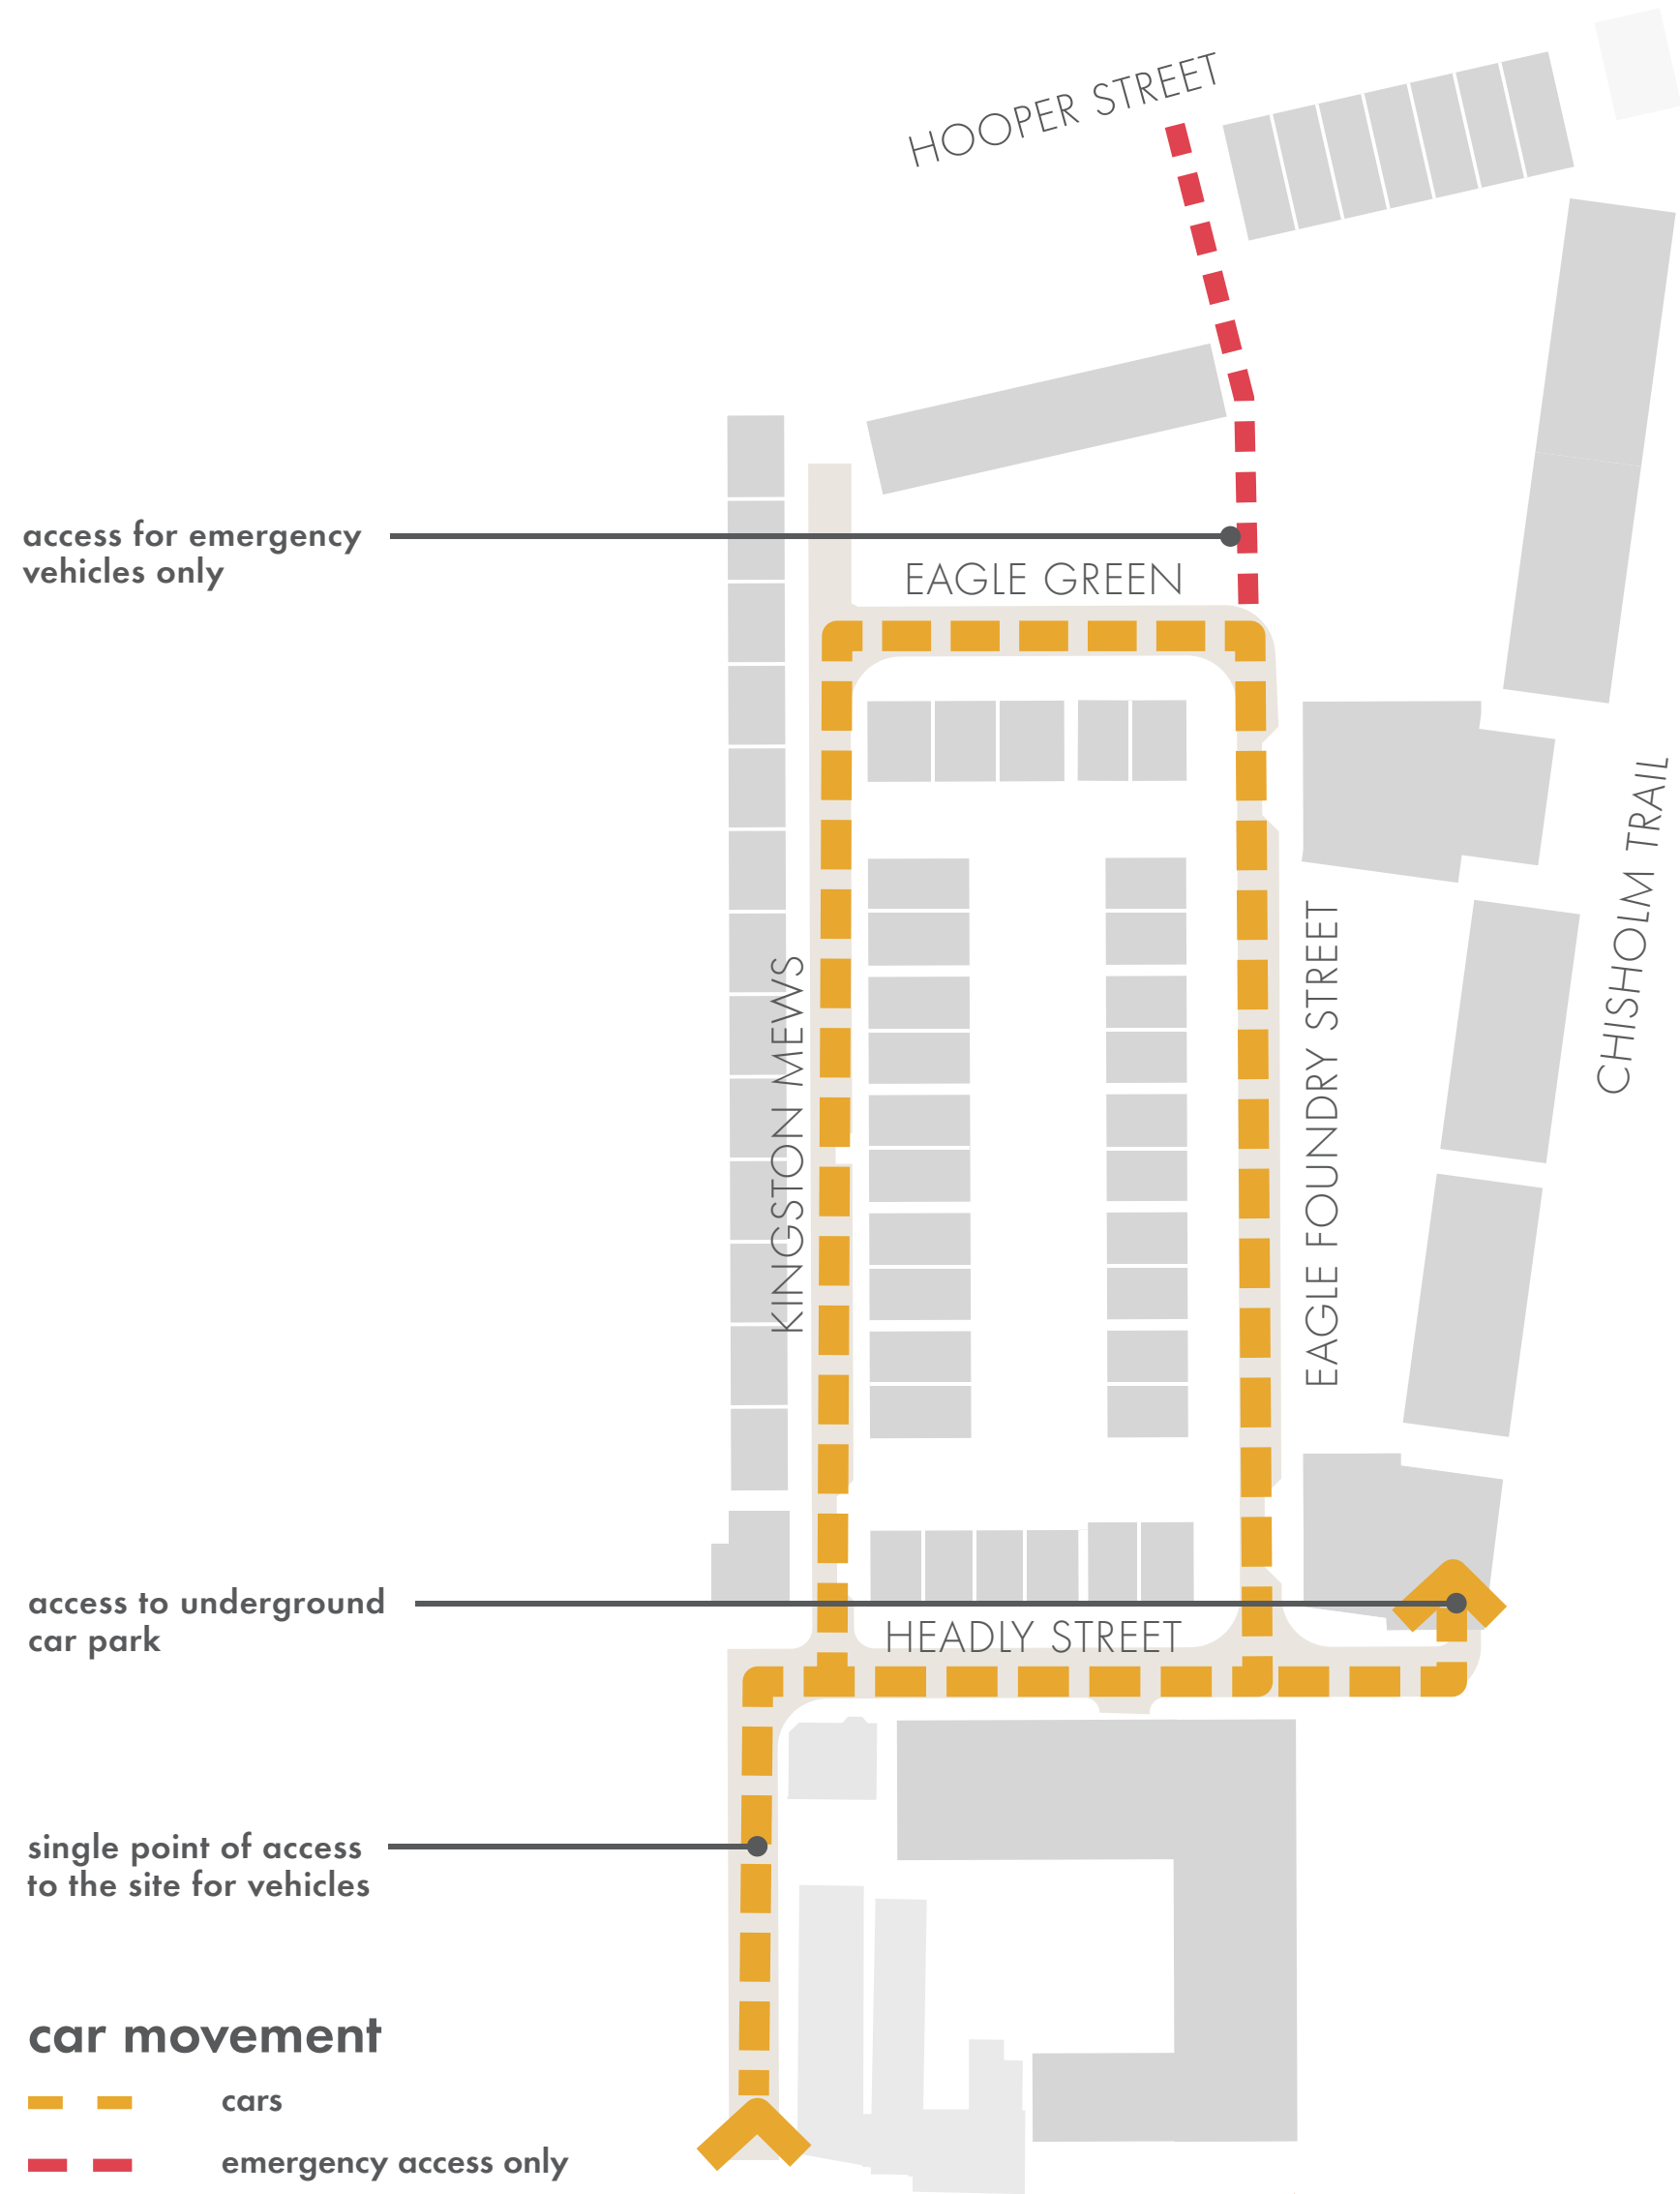 HOOPER STREET
access for emergency
vehicles only
EAGLE GREEN
CHISHOLM TRAIL
KINGSTON MEWS
EAGLE FOUNDRY STREET
access to underground
car park
HEADLY STREET
single point of access
to the site for vehicles
car movement
cars
emergency access only